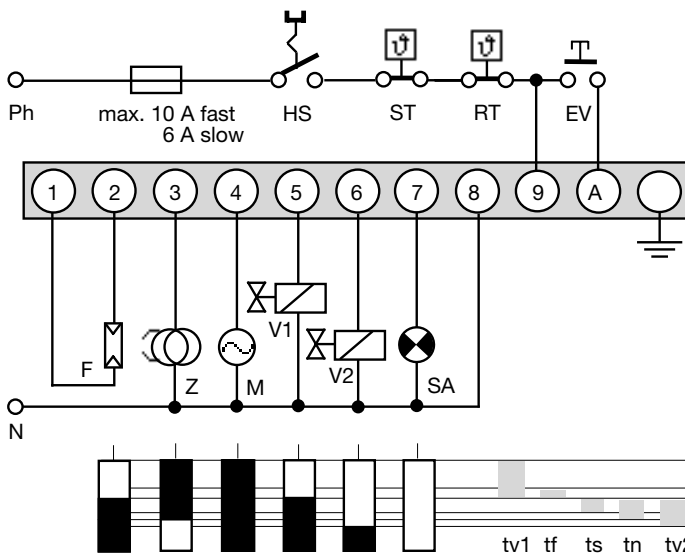 ϑ ϑ
Ph max. 10 A fast HS ST RT EV
6 A slow
1 2 3 4 5 6 7 8 9 A
V1
F Z M V2 SA
N
tv1 tf ts tn tv2